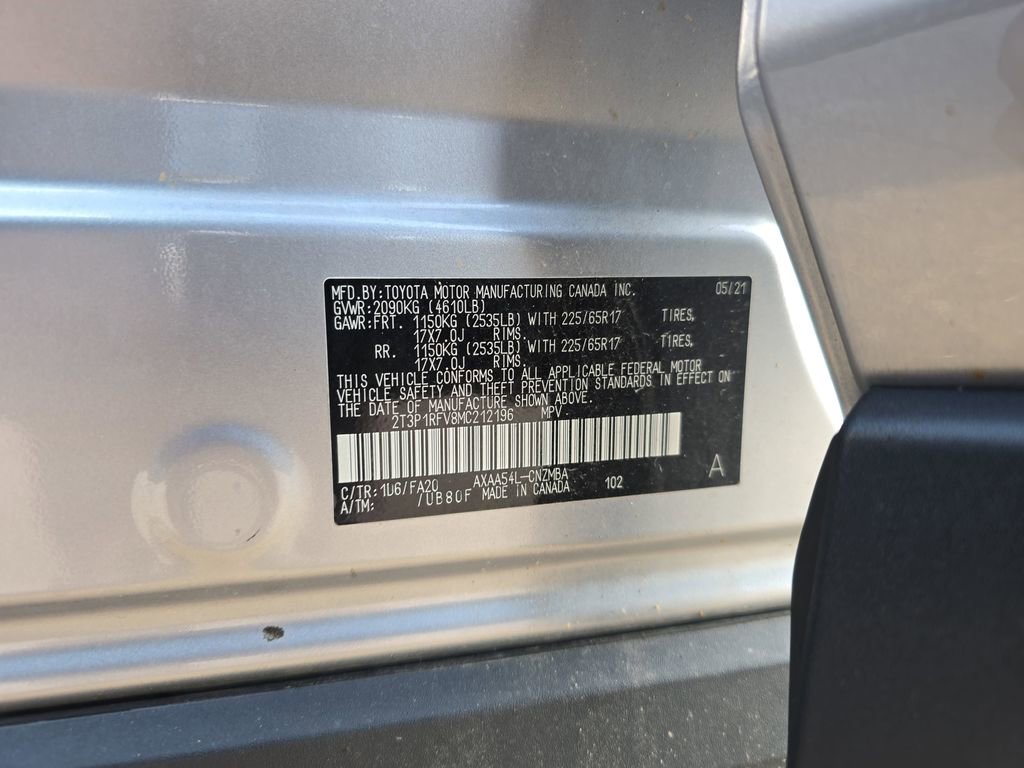 MFD.BY:TOYOTA MOTOR MANUFACTURING CANADA INC. 05/21
GVWR:2090KG (4610LB)
GAWR:FRT. 1150KG (2535LB) WITH 225/65R17 TIRES,
17X7.0J RIMS
RR. 1150KG (2535LB) WITH 225/65R17 TIRES,
17X7.0J RIMS
THIS VEHICLE CONFORMS TO ALL APPLICABLE FEDERAL MOTOR
VEHICLE SAFETY AND THEFT PREVENTION STANDARDS IN EFFECT ON
THE DATE OF MANUFACTURE SHOWN ABOVE.
2T3P1RFV8MC212196 MPV
C/TR:1J6/FA20 AXAA54L-CNZMBA 102 A
A/TM: /UB80F MADE IN CANADA